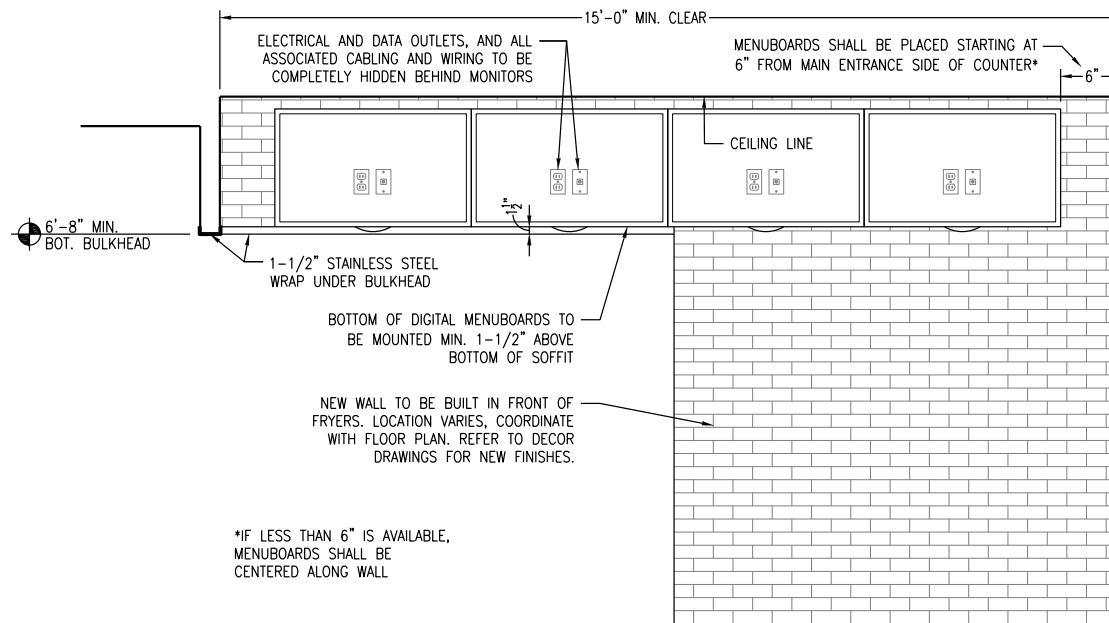 15'-0" MIN. CLEAR
ELECTRICAL AND DATA OUTLETS, AND ALL
ASSOCIATED CABLING AND WIRING TO BE
COMPLETELY HIDDEN BEHIND MONITORS
MENUBOARDS SHALL BE PLACED STARTING AT
6" FROM MAIN ENTRANCE SIDE OF COUNTER*
6"
CEILING LINE
1 1/2"
6'-8" MIN.
BOT. BULKHEAD
1-1/2" STAINLESS STEEL
WRAP UNDER BULKHEAD
BOTTOM OF DIGITAL MENUBOARDS TO
BE MOUNTED MIN. 1-1/2" ABOVE
BOTTOM OF SOFFIT
NEW WALL TO BE BUILT IN FRONT OF
FRYERS. LOCATION VARIES, COORDINATE
WITH FLOOR PLAN. REFER TO DECOR
DRAWINGS FOR NEW FINISHES.
*IF LESS THAN 6" IS AVAILABLE,
MENUBOARDS SHALL BE
CENTERED ALONG WALL